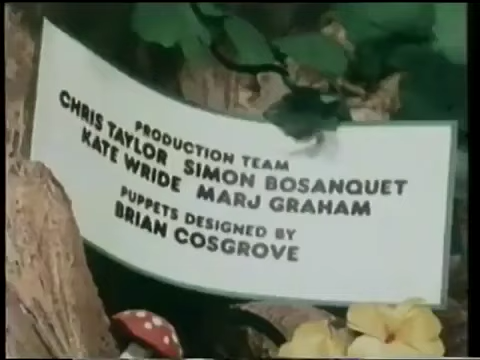 PRODUCTION TEAM
CHRIS TAYLOR SIMON BOSANQUET
KATE WRIDE MARJ GRAHAM
PUPPETS DESIGNED BY
BRIAN COSGROVE